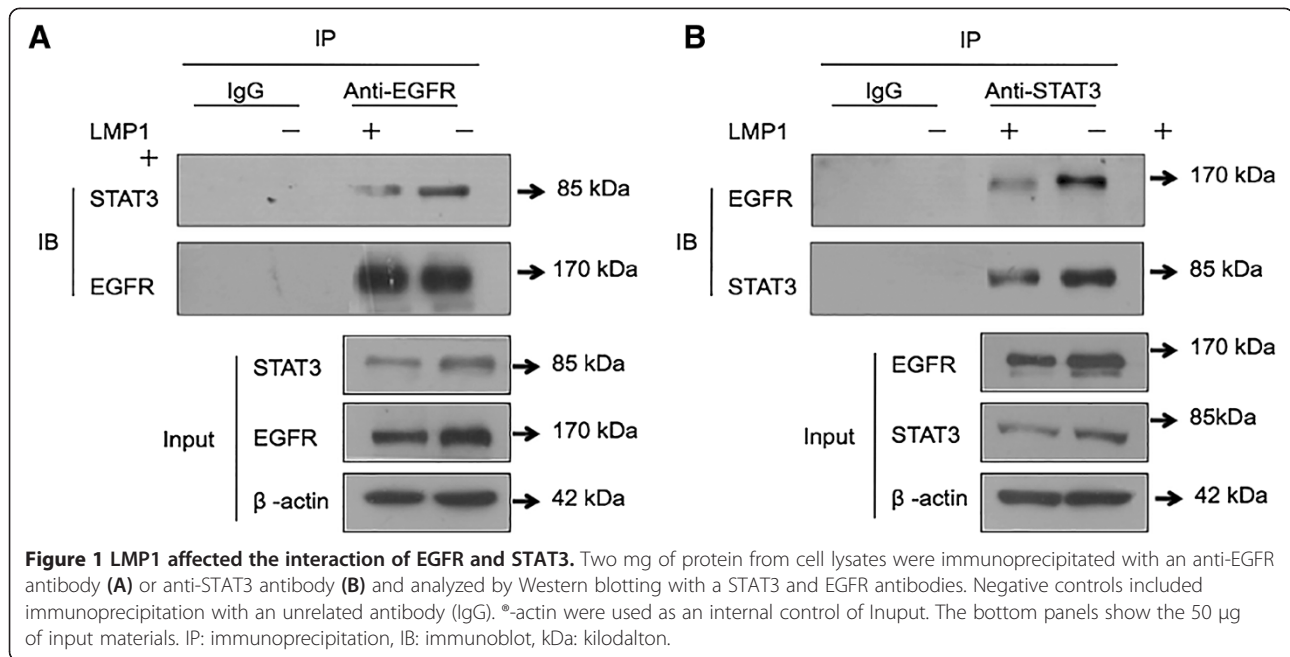 A
IP
IgG Anti-EGFR
LMP1 − + −
+
STAT3 85 kDa
IB
EGFR 170 kDa
STAT3 85 kDa
Input EGFR 170 kDa
β -actin 42 kDa
B
IP
IgG Anti-STAT3
LMP1 − + − +
EGFR 170 kDa
IB
STAT3 85 kDa
EGFR 170 kDa
Input STAT3 85kDa
β -actin 42 kDa
Figure 1 LMP1 affected the interaction of EGFR and STAT3. Two mg of protein from cell lysates were immunoprecipitated with an anti-EGFR
antibody (A) or anti-STAT3 antibody (B) and analyzed by Western blotting with a STAT3 and EGFR antibodies. Negative controls included
immunoprecipitation with an unrelated antibody (IgG). ®-actin were used as an internal control of Inuput. The bottom panels show the 50 μg
of input materials. IP: immunoprecipitation, IB: immunoblot, kDa: kilodalton.